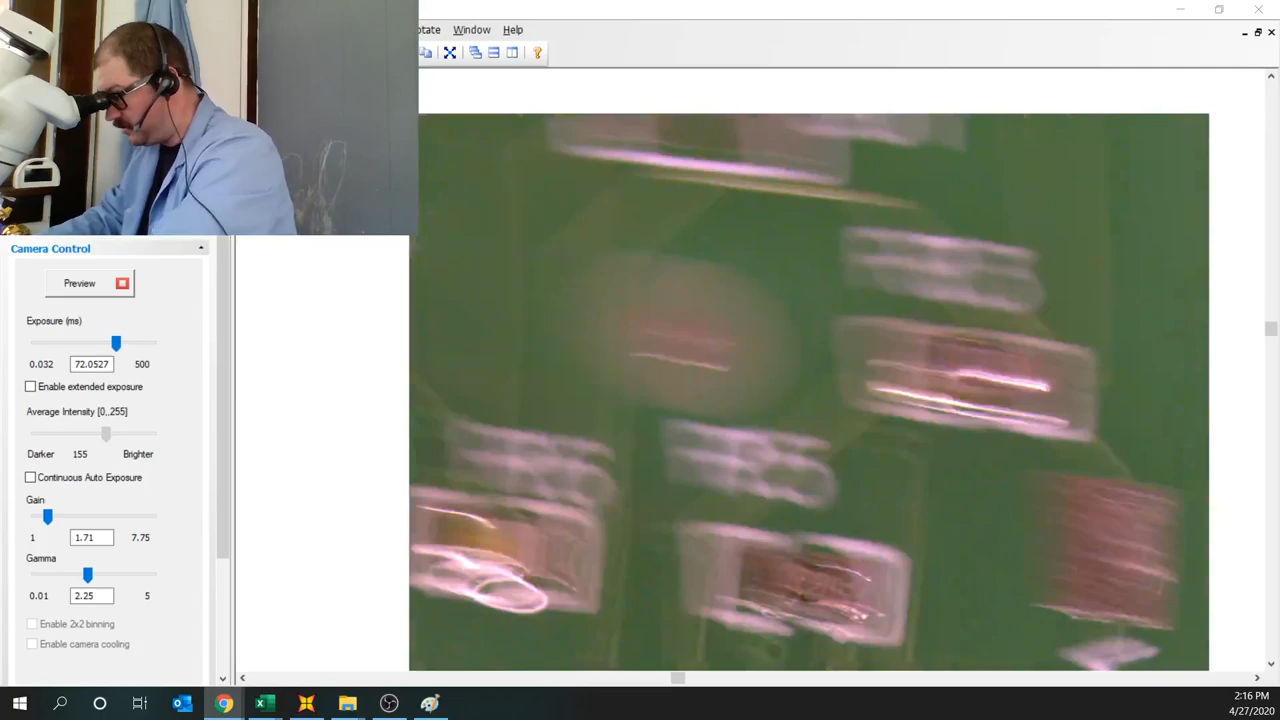 otate Window Help
Camera Control
Preview
Exposure (ms)
0.032 72.0527 500
Enable extended exposure
Average Intensity [0,,255]
Darker 155 Brighter
Continuous Auto Exposure
Gain
1 1.71 7.75
Gamma
0.01 2.25 5
Enable 2x2 binning
Enable camera cooling
2:16 PM
4/27/2020